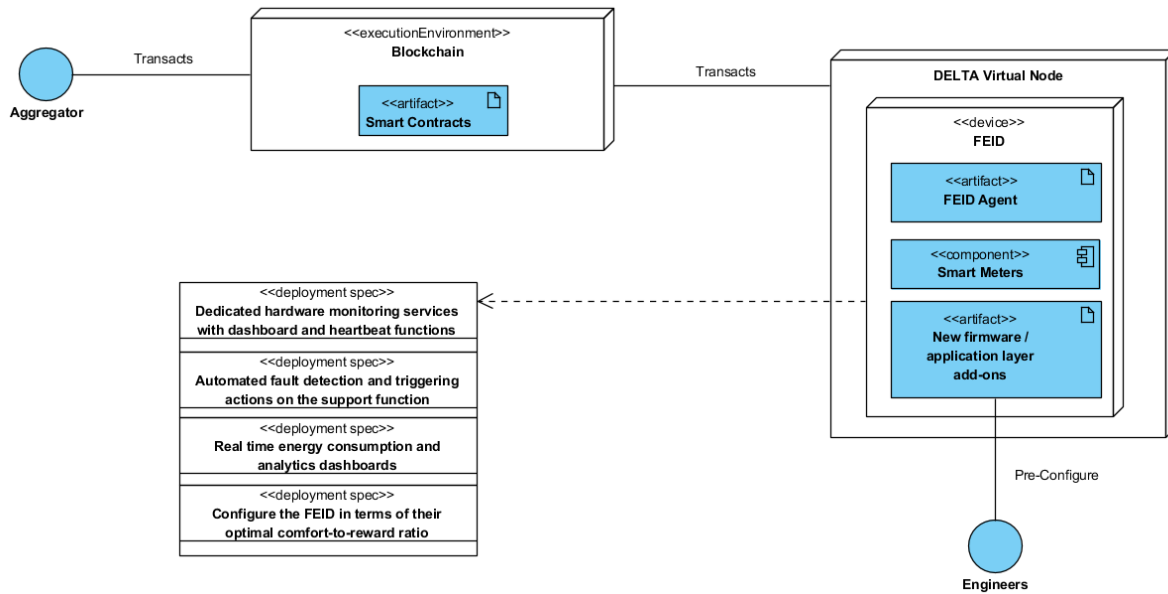 <<executionEnvironment>>
Blockchain
Transacts
Aggregator
<<artifact>>
Smart Contracts
Transacts
DELTA Virtual Node
<<device>>
FEID
<<artifact>>
FEID Agent
<<component>>
Smart Meters
<<artifact>>
New firmware /
application layer
add-ons
<<deployment spec>>
Dedicated hardware monitoring services
with dashboard and heartbeat functions
<<deployment spec>>
Automated fault detection and triggering
actions on the support function
<<deployment spec>>
Real time energy consumption and
analytics dashboards
<<deployment spec>>
Configure the FEID in terms of their
optimal comfort-to-reward ratio
Pre-Configure
Engineers